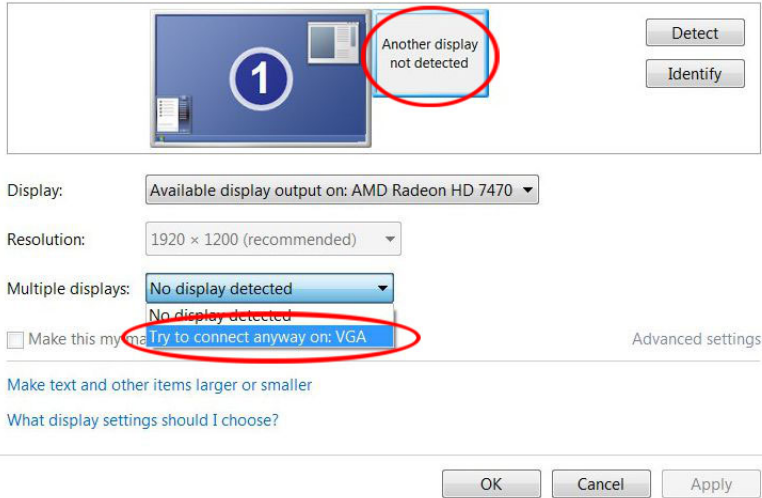 1
Another display
not detected
Detect
Identify
Display:
Available display output on: AMD Radeon HD 7470
Resolution:
1920 × 1200 (recommended)
Multiple displays:
No display detected
No display detected
Make this my ma
Try to connect anyway on: VGA
Advanced settings
Make text and other items larger or smaller
What display settings should I choose?
OK
Cancel
Apply